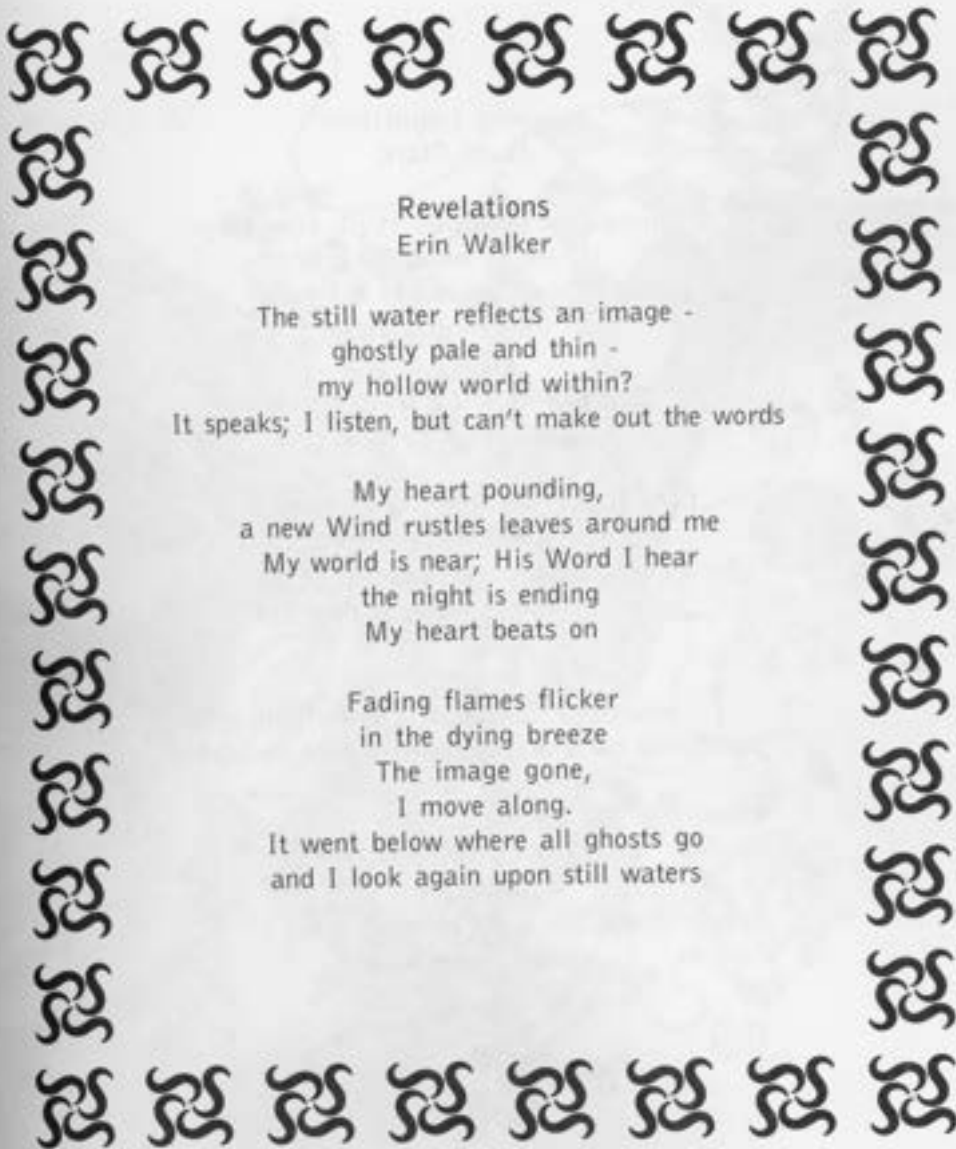 Revelations
Erin Walker
The still water reflects an image -
ghostly pale and thin -
my hollow world within?
It speaks; I listen, but can't make out the words
My heart pounding,
a new Wind rustles leaves around me
My world is near; His Word I hear
the night is ending
My heart beats on
Fading flames flicker
in the dying breeze
The image gone,
I move along.
It went below where all ghosts go
and I look again upon still waters